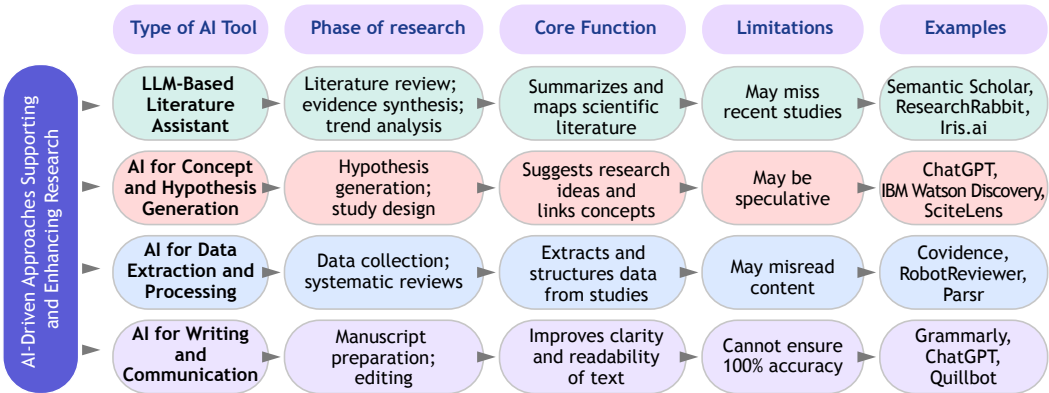 Type of AI Tool
Phase of research
Core Function
Limitations
Examples
AI-Driven Approaches Supporting
and Enhancing Research
LLM-Based
Literature
Assistant
Literature review;
evidence synthesis;
trend analysis
Summarizes and
maps scientific
literature
May miss
recent studies
Semantic Scholar,
ResearchRabbit,
Iris.ai
AI for Concept
and Hypothesis
Generation
Hypothesis
generation;
study design
Suggests research
ideas and
links concepts
May be
speculative
ChatGPT,
IBM Watson Discovery,
SciteLens
AI for Data
Extraction and
Processing
Data collection;
systematic reviews
Extracts and
structures data
from studies
May misread
content
Covidence,
RobotReviewer,
Parsr
AI for Writing
and
Communication
Manuscript
preparation;
editing
Improves clarity
and readability
of text
Cannot ensure
100% accuracy
Grammarly,
ChatGPT,
Quillbot